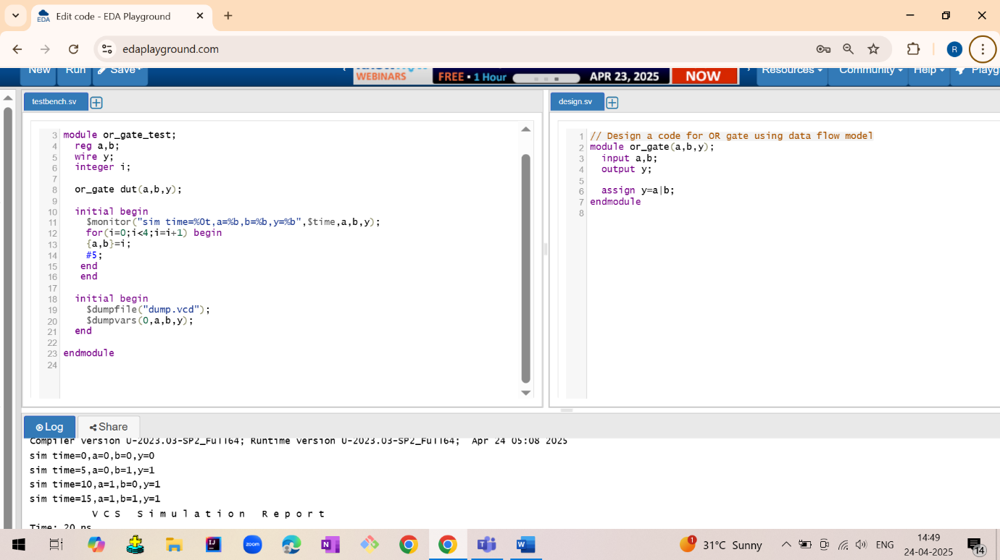 EDA
Edit code - EDA Playground
edaplayground.com
R
New
Run
Save
WEBINARS
FREE • 1 Hour
APR 23, 2025
NOW
Resources
Community
Help
testbench.sv
design.sv
3 module or_gate_test;
4 reg a,b;
5 wire y;
6 integer i;
7
8 or_gate dut(a,b,y);
9
10 initial begin
11 $monitor("sim time=%0t,a=%b,b=%b,y=%b",$time,a,b,y);
12 for(i=0;i<4;i=i+1) begin
13 {a,b}=i;
14 #5;
15 end
16 end
17
18 initial begin
19 $dumpfile("dump.vcd");
20 $dumpvars(0,a,b,y);
21 end
22
23 endmodule
24
1 // Design a code for OR gate using data flow model
2 module or_gate(a,b,y);
3 input a,b;
4 output y;
5
6 assign y=a|b;
7 endmodule
8
Log
Share
Compiler version U-2023.03-SP2_Full64; Runtime version U-2023.03-SP2_Full64; Apr 24 05:08 2025
sim time=0,a=0,b=0,y=0
sim time=5,a=0,b=1,y=1
sim time=10,a=1,b=0,y=1
sim time=15,a=1,b=1,y=1
V C S S i m u l a t i o n R e p o r t
Time: 20 ns
zoom
1
31°C Sunny
ENG
14:49
24-04-2025
14